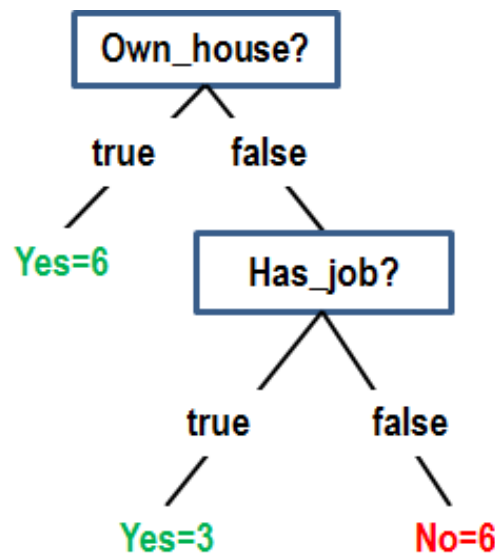 Own_house?
true false
Yes=6
Has_job?
true false
Yes=3 No=6